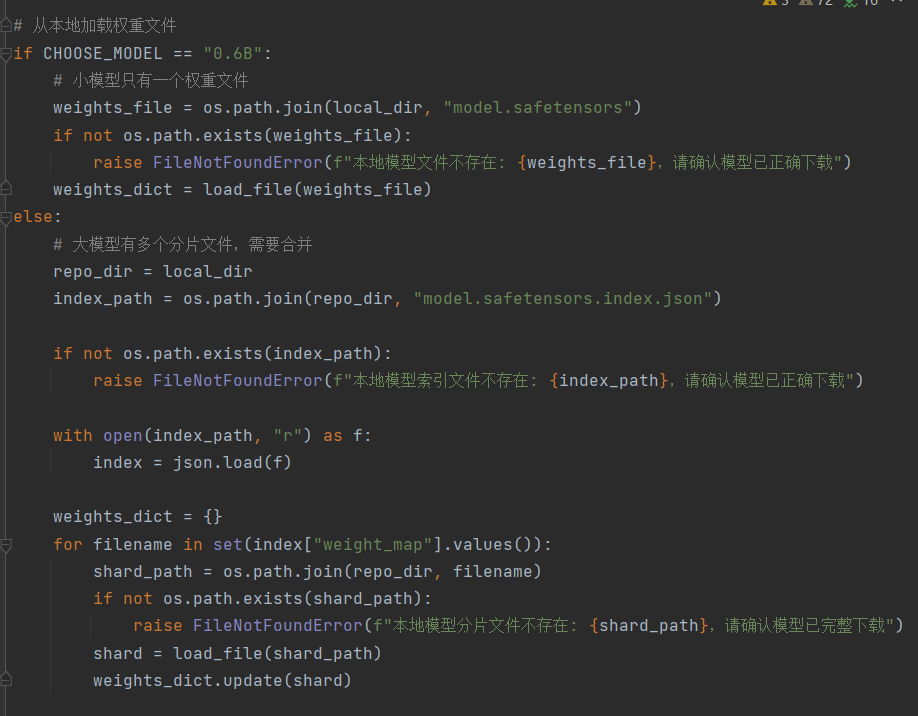 3 72 10
# 从本地加载权重文件
if CHOOSE_MODEL == "0.6B":
    # 小模型只有一个权重文件
    weights_file = os.path.join(local_dir, "model.safetensors")
    if not os.path.exists(weights_file):
        raise FileNotFoundError(f"本地模型文件不存在: {weights_file}，请确认模型已正确下载")
    weights_dict = load_file(weights_file)
else:
    # 大模型有多个分片文件，需要合并
    repo_dir = local_dir
    index_path = os.path.join(repo_dir, "model.safetensors.index.json")
    if not os.path.exists(index_path):
        raise FileNotFoundError(f"本地模型索引文件不存在: {index_path}，请确认模型已正确下载")
    with open(index_path, "r") as f:
        index = json.load(f)
    weights_dict = {}
    for filename in set(index["weight_map"].values()):
        shard_path = os.path.join(repo_dir, filename)
        if not os.path.exists(shard_path):
            raise FileNotFoundError(f"本地模型分片文件不存在: {shard_path}，请确认模型已完整下载")
        shard = load_file(shard_path)
        weights_dict.update(shard)